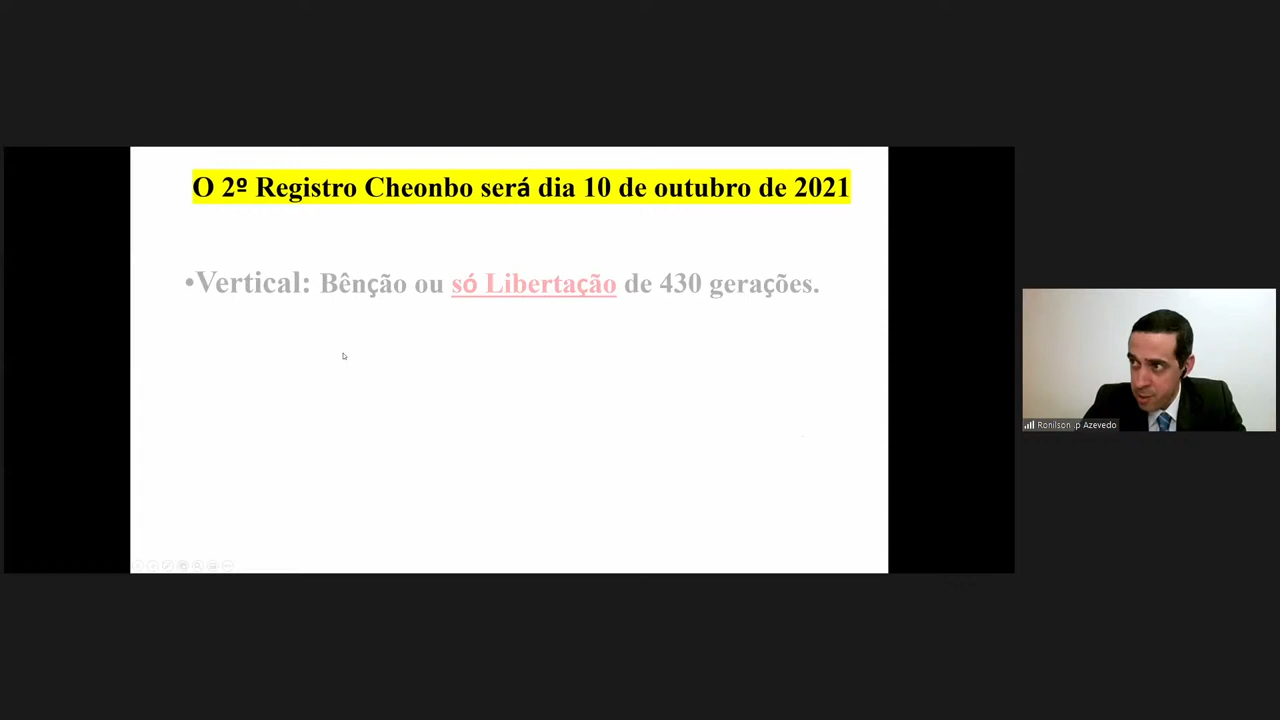 O 2º Registro Cheonbo será dia 10 de outubro de 2021
•Vertical: Bênção ou só Libertação de 430 gerações.
Ronilson .p Azevedo